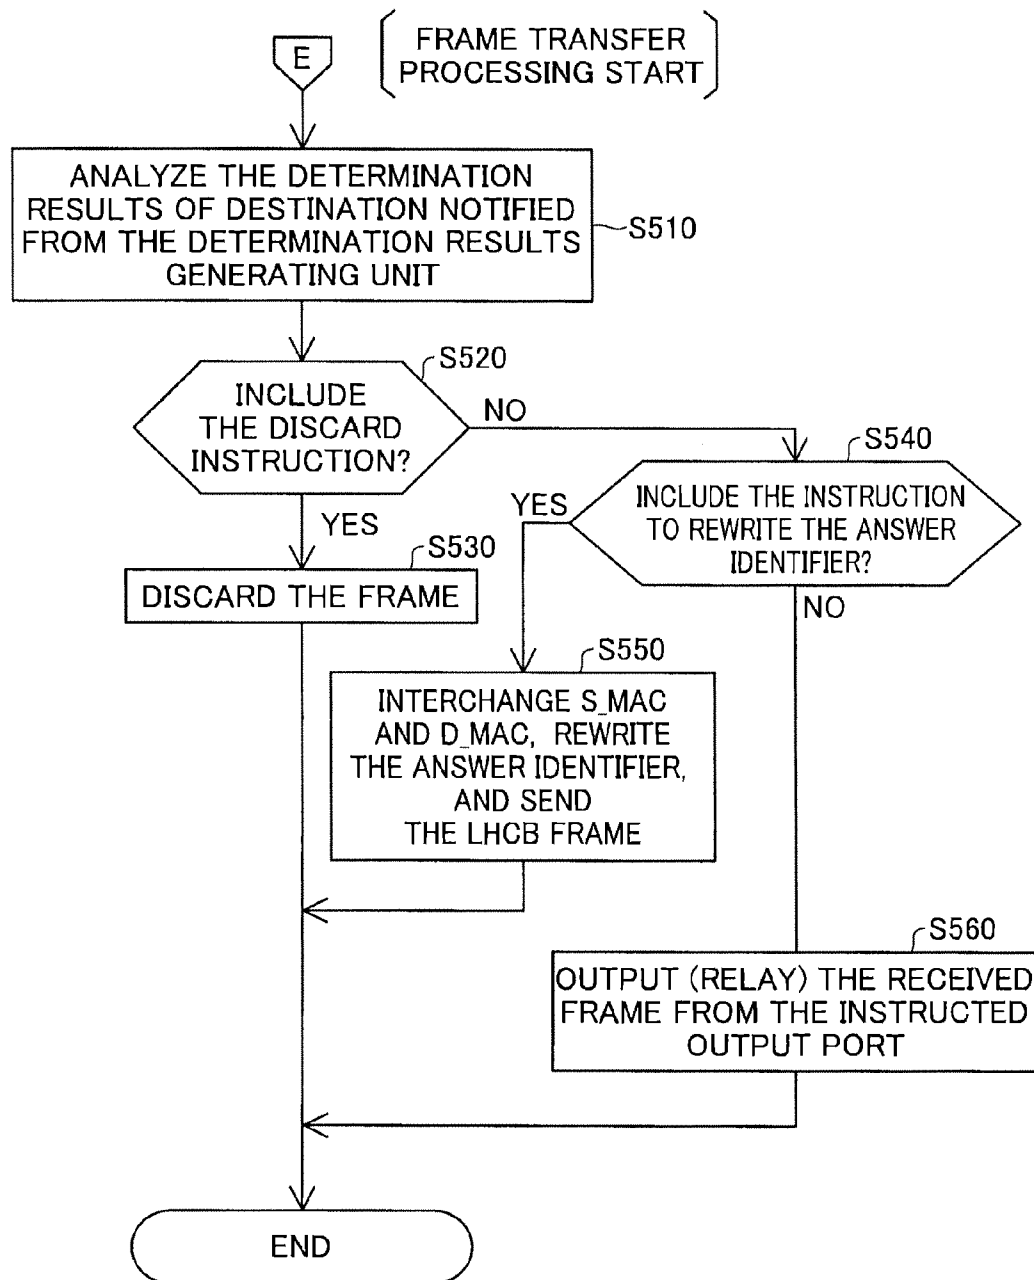 E
FRAME TRANSFER
PROCESSING START
ANALYZE THE DETERMINATION
RESULTS OF DESTINATION NOTIFIED
FROM THE DETERMINATION RESULTS
GENERATING UNIT
S510
S520
INCLUDE
THE DISCARD
INSTRUCTION?
NO
YES
S540
INCLUDE THE INSTRUCTION
TO REWRITE THE ANSWER
IDENTIFIER?
YES
NO
S530
DISCARD THE FRAME
S550
INTERCHANGE S_MAC
AND D_MAC, REWRITE
THE ANSWER IDENTIFIER,
AND SEND
THE LHCB FRAME
S560
OUTPUT (RELAY) THE RECEIVED
FRAME FROM THE INSTRUCTED
OUTPUT PORT
END